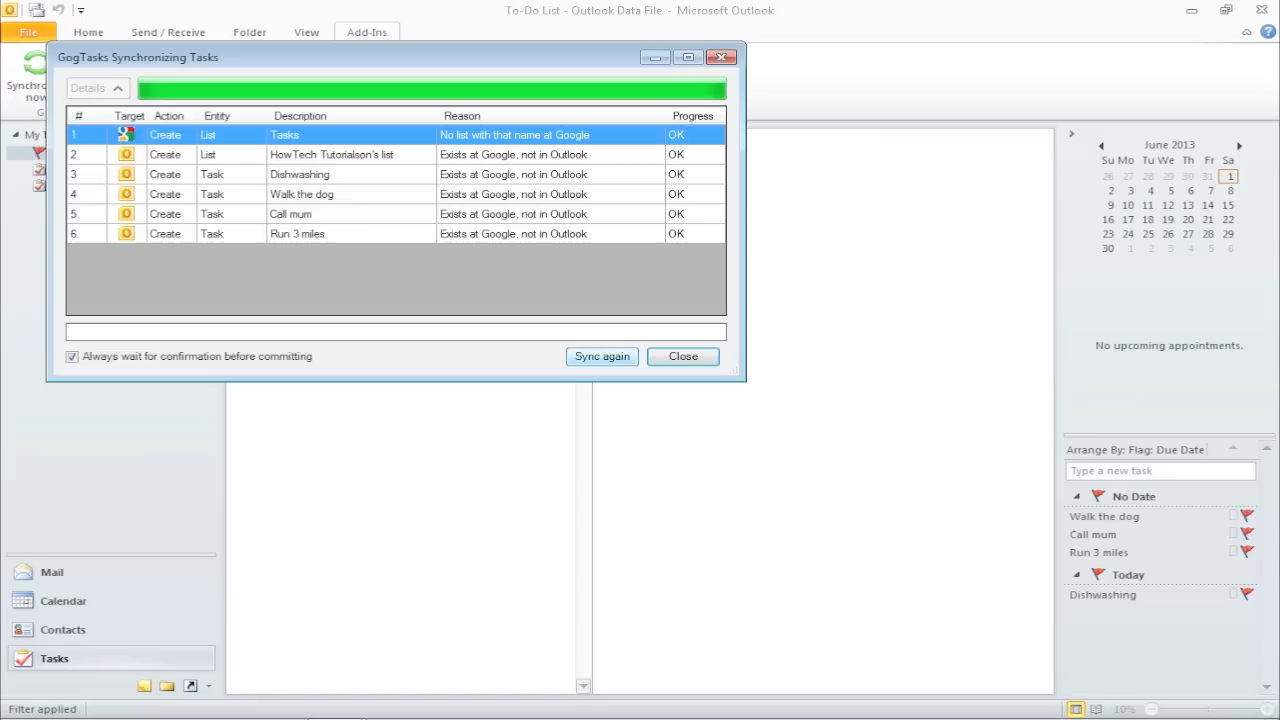 To-Do List - Outlook Data File - Microsoft Outlook
File Home Send / Receive Folder View Add-Ins
GogTasks Synchronizing Tasks
Synchro
now
G
Details
# Target Action Entity Description Reason Progress
1 Create List Tasks No list with that name at Google OK
2 Create List HowTech Tutorialson's list Exists at Google, not in Outlook OK
3 Create Task Dishwashing Exists at Google, not in Outlook OK
4 Create Task Walk the dog Exists at Google, not in Outlook OK
5 Create Task Call mum Exists at Google, not in Outlook OK
6 Create Task Run 3 miles Exists at Google, not in Outlook OK
Always wait for confirmation before committing
Sync again Close
My T
June 2013
Su Mo Tu We Th Fr Sa
26 27 28 29 30 31 1
2 3 4 5 6 7 8
9 10 11 12 13 14 15
16 17 18 19 20 21 22
23 24 25 26 27 28 29
30 1 2 3 4 5 6
No upcoming appointments.
Arrange By: Flag: Due Date
Type a new task
No Date
Walk the dog
Call mum
Run 3 miles
Today
Dishwashing
Mail
Calendar
Contacts
Tasks
Filter applied
10%